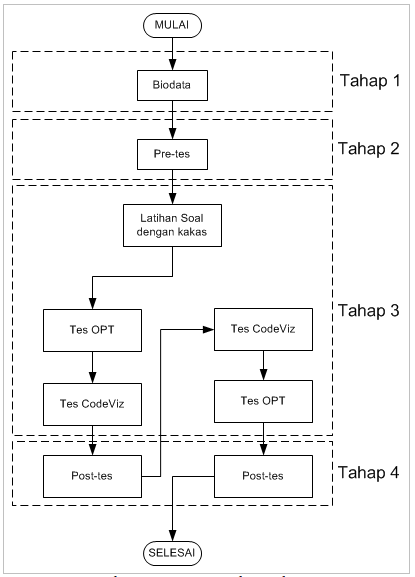 MULAI
Biodata
Tahap 1
Pre-tes
Tahap 2
Latihan Soal
dengan kakas
Tahap 3
Tes OPT
Tes CodeViz
Tes CodeViz
Tes OPT
Post-tes
Post-tes
Tahap 4
SELESAI